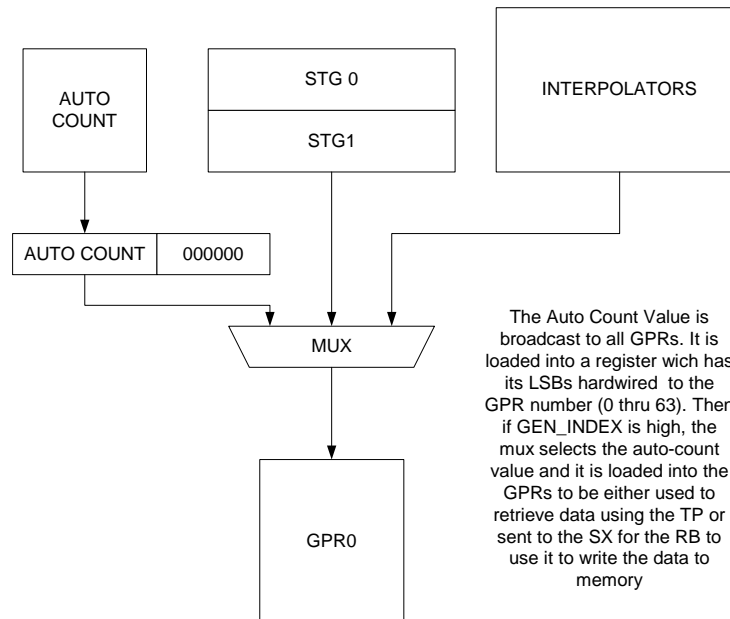 AUTO
COUNT
STG 0
STG1
INTERPOLATORS
AUTO COUNT
000000
MUX
GPR0
The Auto Count Value is
broadcast to all GPRs. It is
loaded into a register wich has
its LSBs hardwired to the
GPR number (0 thru 63). Then
if GEN_INDEX is high, the
mux selects the auto-count
value and it is loaded into the
GPRs to be either used to
retrieve data using the TP or
sent to the SX for the RB to
use it to write the data to
memory